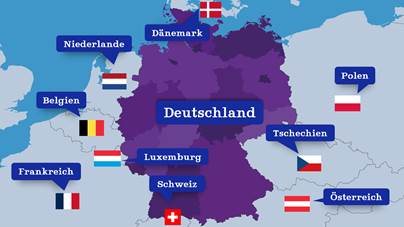 Dänemark
Niederlande
Polen
Belgien
Deutschland
Tschechien
Luxemburg
Frankreich
Schweiz
Österreich